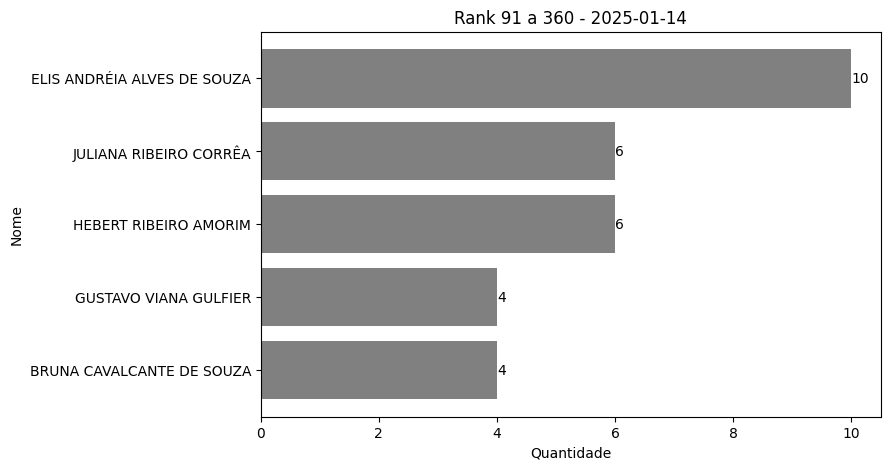 Rank 91 a 360 - 2025-01-14
Nome
ELIS ANDRÉIA ALVES DE SOUZA
10
JULIANA RIBEIRO CORRÊA
6
HEBERT RIBEIRO AMORIM
6
GUSTAVO VIANA GULFIER
4
BRUNA CAVALCANTE DE SOUZA
4
0 2 4 6 8 10
Quantidade